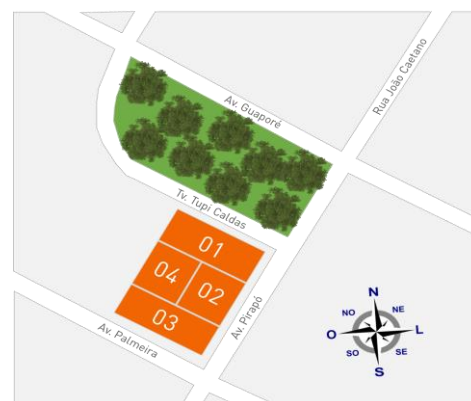 Av. Guaporé
Rua João Caetano
Tv. Tupi Caldas
01
04
02
03
Av. Pirapó
Av. Palmeira
N
NO
NE
O
L
SO
SE
S